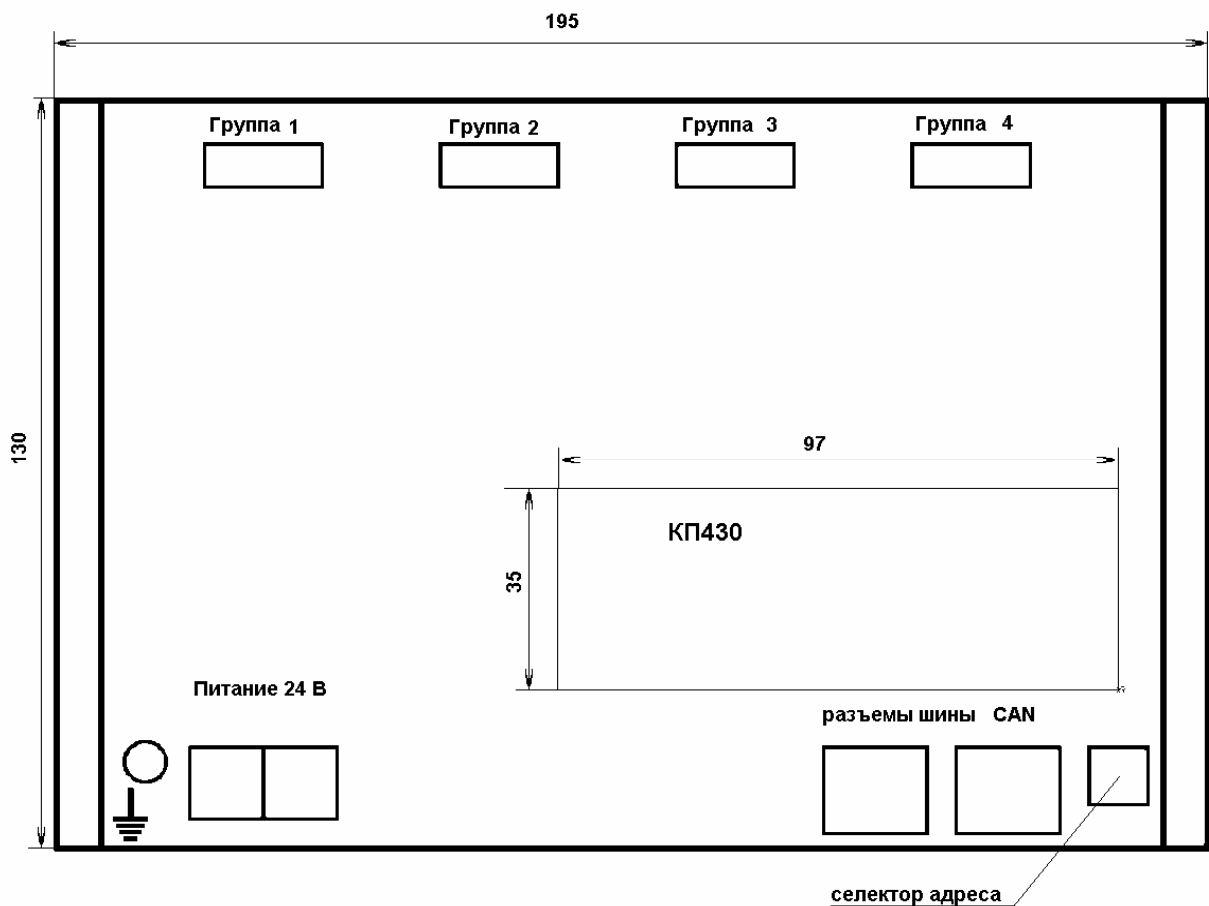 195
Группа 1
Группа 2
Группа 3
Группа 4
130
97
КП430
35
Питание 24 В
разъемы шины CAN
селектор адреса